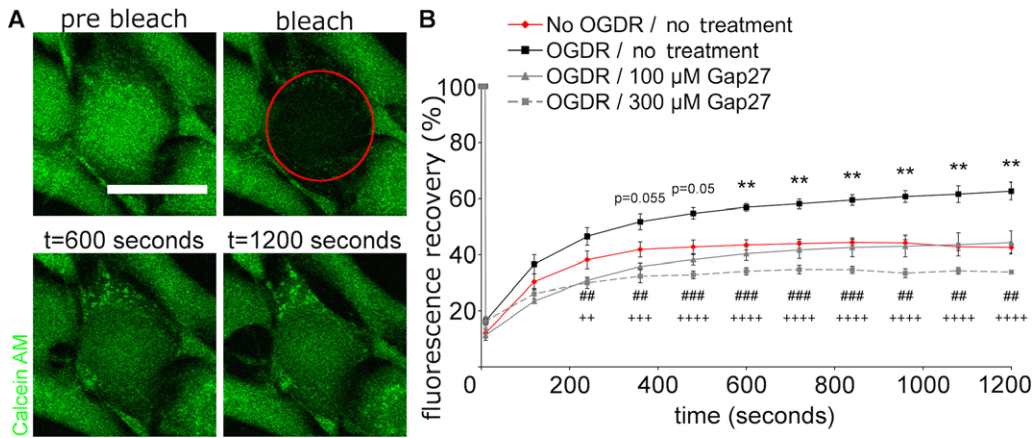 A
pre bleach
bleach
t=600 seconds
t=1200 seconds
Calcein AM
B
No OGDR / no treatment
OGDR / no treatment
OGDR / 100 µM Gap27
OGDR / 300 µM Gap27
fluorescence recovery (%)
100
80
60
40
20
0
p=0.055
p=0.05
** ** ** ** ** **
## ## ### ### ### ### ## ## ##
++ +++ ++++ ++++ ++++ ++++ ++++ ++++ ++++
200 400 600 800 1000 1200
time (seconds)